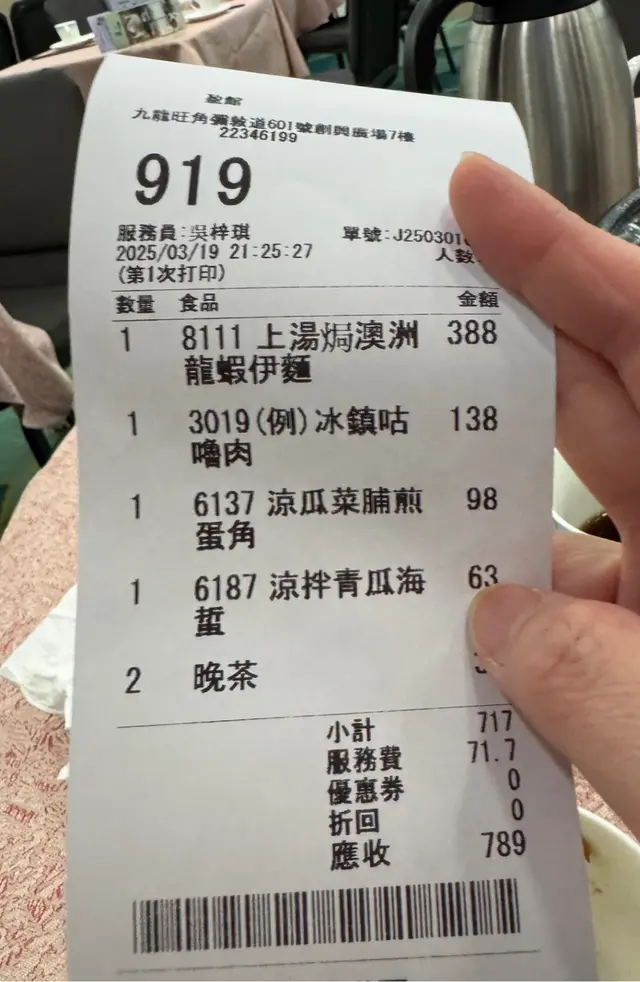 盈館
九龍旺角彌敦道601號創興廣場7樓
22346199
919
服務員:吳梓琪 單號:J250301
2025/03/19 21:25:27 人數
(第1次打印)
數量 食品 金額
1 8111 上湯焗澳洲 388
龍蝦伊麵
1 3019(例)冰鎮咕 138
嚕肉
1 6137 涼瓜菜脯煎 98
蛋角
1 6187 涼拌青瓜海 63
蜇
2 晚茶
小計 717
服務費 71.7
優惠券 0
折回 0
應收 789